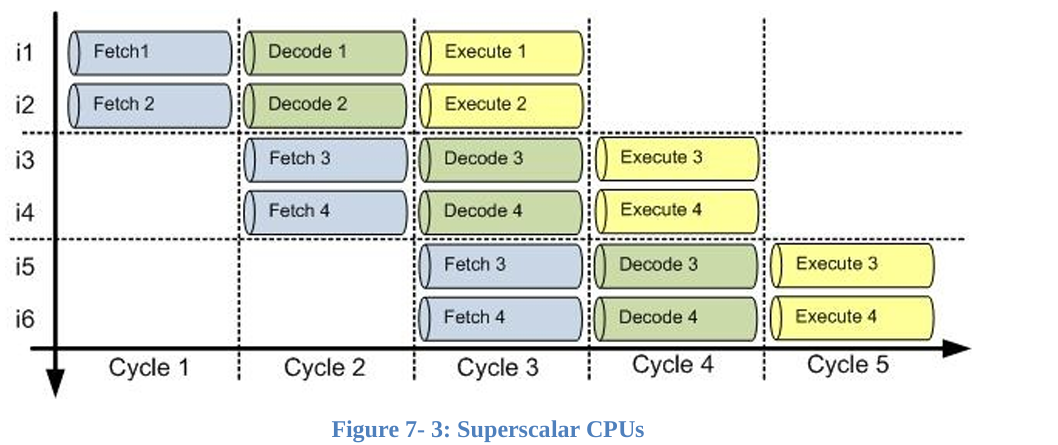 i1 Fetch1 Decode 1 Execute 1
i2 Fetch 2 Decode 2 Execute 2
i3 Fetch 3 Decode 3 Execute 3
i4 Fetch 4 Decode 4 Execute 4
i5 Fetch 3 Decode 3 Execute 3
i6 Fetch 4 Decode 4 Execute 4
Cycle 1 Cycle 2 Cycle 3 Cycle 4 Cycle 5
Figure 7- 3: Superscalar CPUs